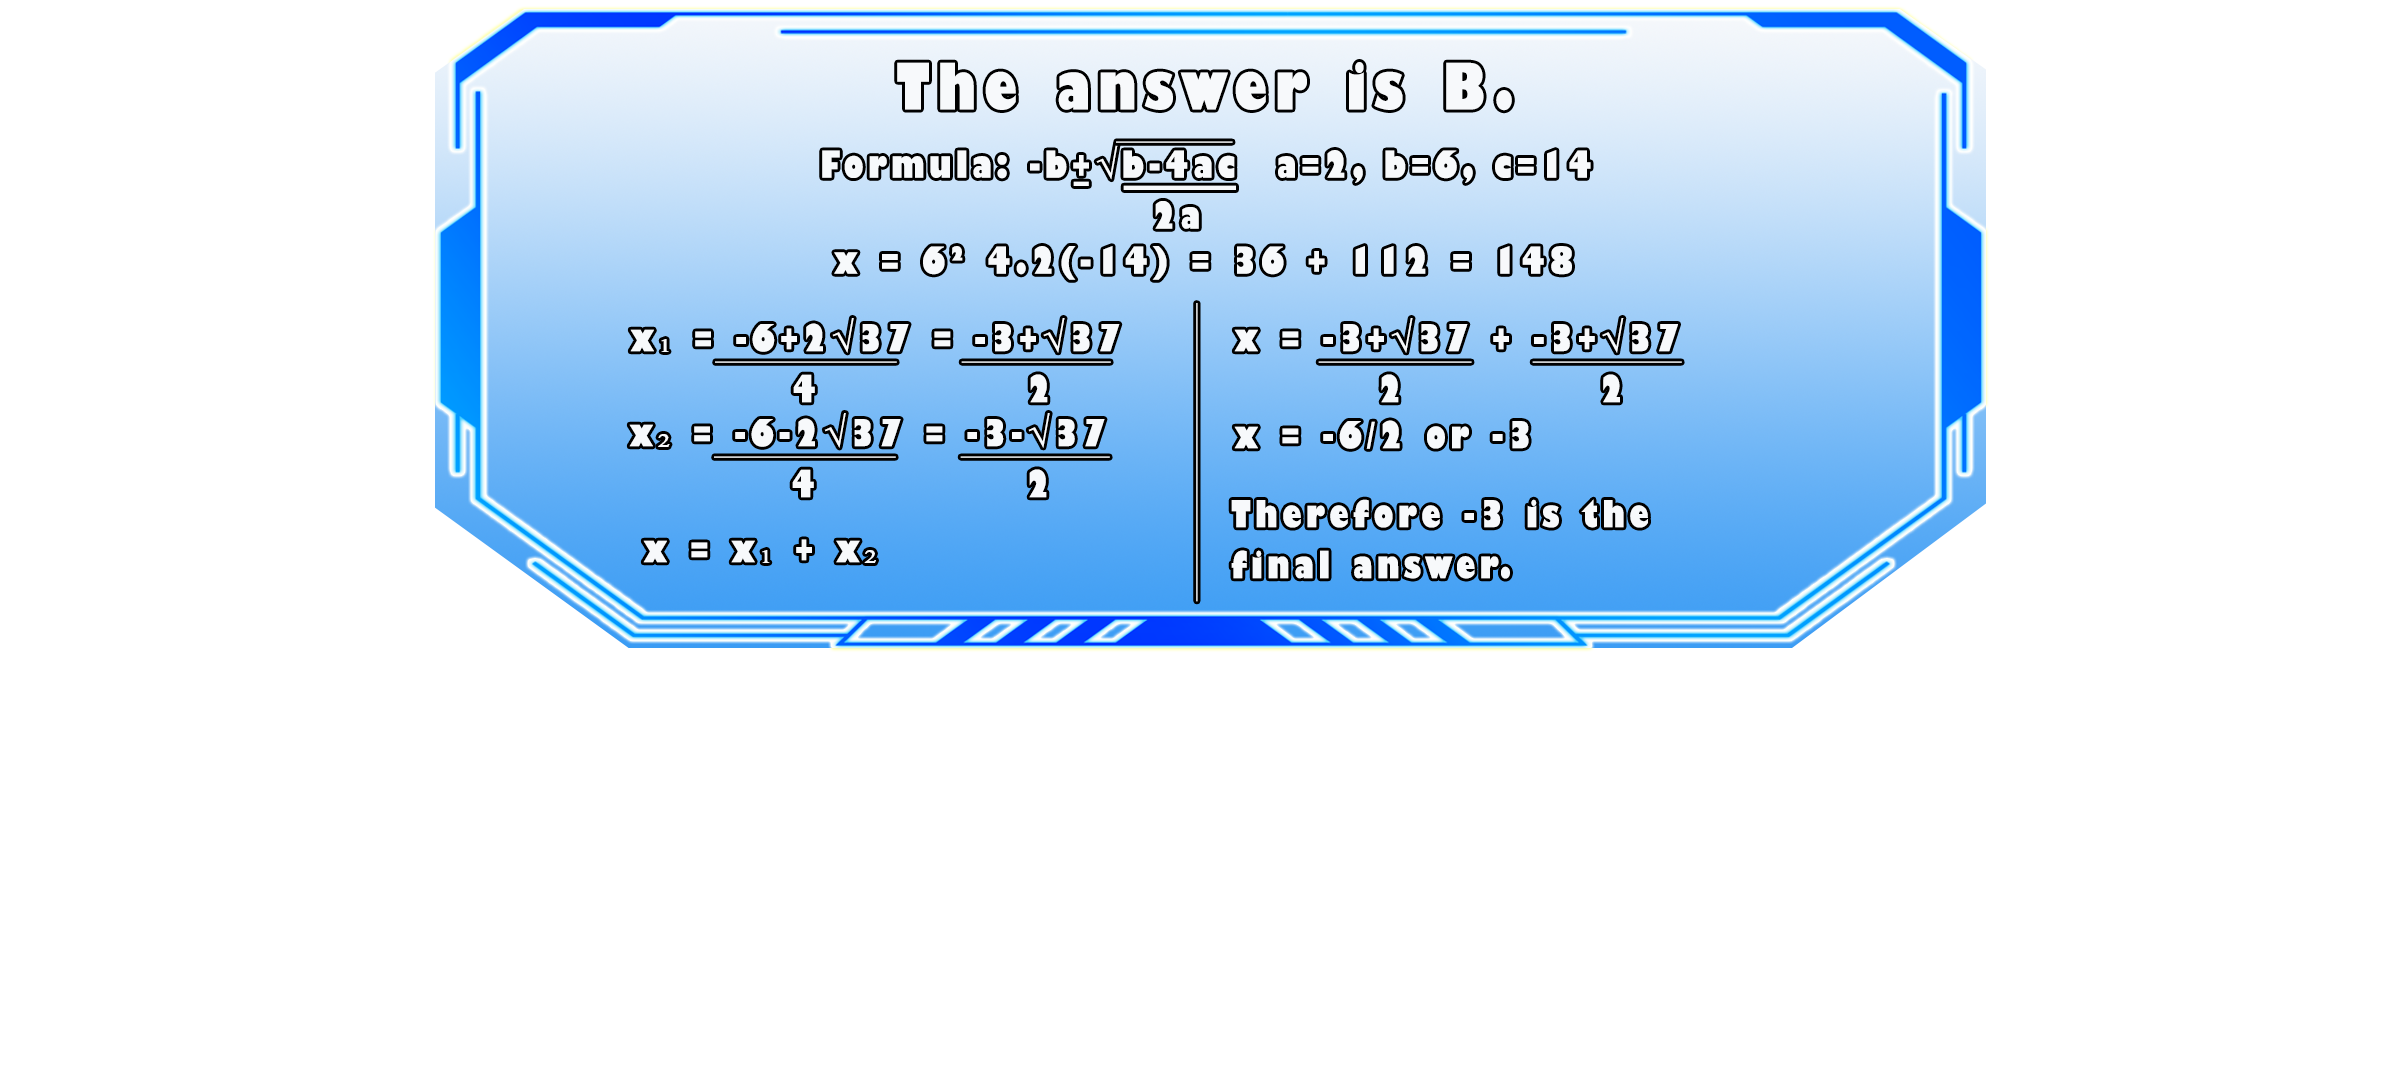 The answer is B.
Formula: -b±√b-4ac a=2, b=6, c=14
2a
x = 6² 4.2(-14) = 36 + 112 = 148
x₁ = -6+2√37 = -3+√37
4 2
x₂ = -6-2√37 = -3-√37
4 2
x = x₁ + x₂
x = -3+√37 + -3+√37
2 2
x = -6/2 or -3
Therefore -3 is the
final answer.